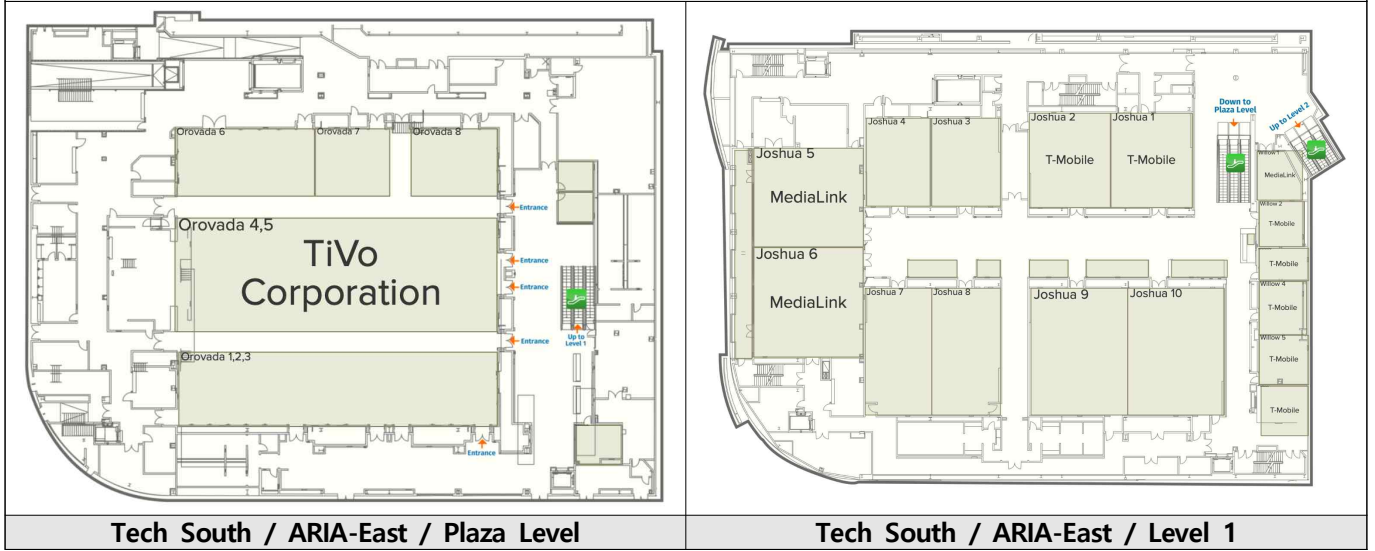 Orovada 6
Orovada 7
Orovada 8
Entrance
Orovada 4,5
TiVo
Corporation
Entrance
Entrance
Up to
Level 1
Entrance
Orovada 1,2,3
Entrance
Tech South / ARIA-East / Plaza Level
Down to
Plaza Level
Up to Level 2
Joshua 4
Joshua 3
Joshua 2
T-Mobile
Joshua 1
T-Mobile
Joshua 5
MediaLink
Willow 1
MediaLink
Willow 2
T-Mobile
Joshua 6
MediaLink
T-Mobile
Joshua 7
Joshua 8
Joshua 9
Joshua 10
Willow 4
T-Mobile
Willow 5
T-Mobile
T-Mobile
Tech South / ARIA-East / Level 1